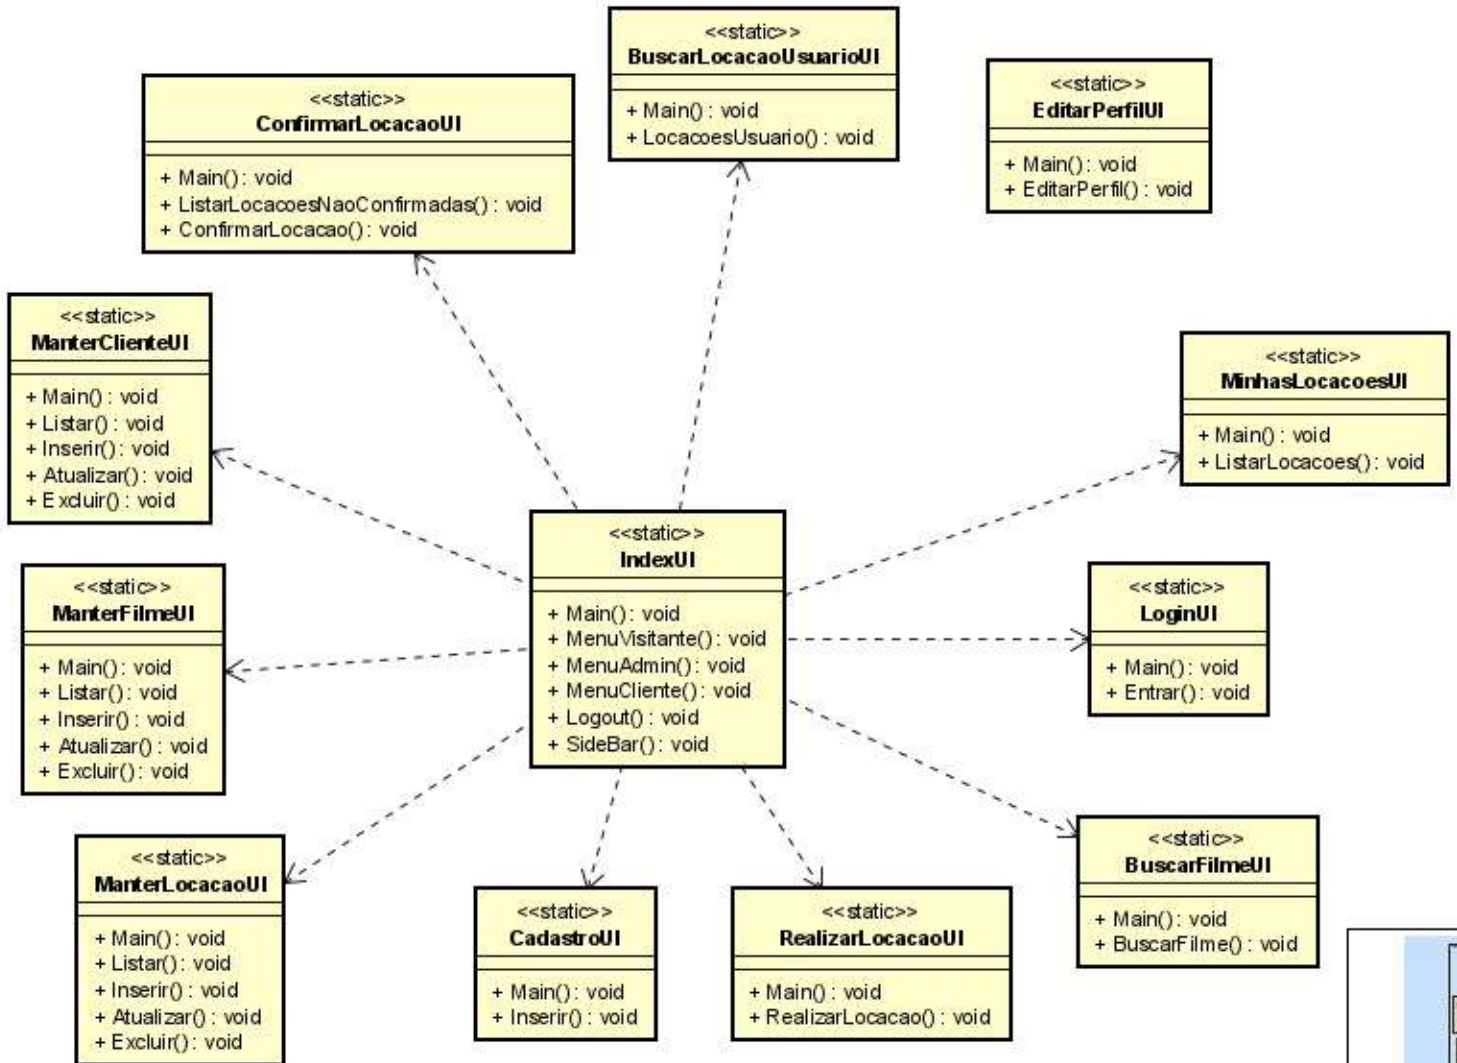 <<static>>
BuscarLocacaoUsuarioUI
+ Main() : void
+ LocacoesUsuario() : void
<<static>>
EditarPerfilUI
+ Main() : void
+ EditarPerfil() : void
<<static>>
ConfirmarLocacaoUI
+ Main() : void
+ ListarLocacoesNaoConfirmadas() : void
+ ConfirmarLocacao() : void
<<static>>
ManterClienteUI
+ Main() : void
+ Listar() : void
+ Inserir() : void
+ Atualizar() : void
+ Excluir() : void
<<static>>
MinhasLocacoesUI
+ Main() : void
+ ListarLocacoes() : void
<<static>>
IndexUI
+ Main() : void
+ MenuVisitante() : void
+ MenuAdmin() : void
+ MenuCliente() : void
+ Logout() : void
+ SideBar() : void
<<static>>
ManterFilmeUI
+ Main() : void
+ Listar() : void
+ Inserir() : void
+ Atualizar() : void
+ Excluir() : void
<<static>>
LoginUI
+ Main() : void
+ Entrar() : void
<<static>>
ManterLocacaoUI
+ Main() : void
+ Listar() : void
+ Inserir() : void
+ Atualizar() : void
+ Excluir() : void
<<static>>
CadastroUI
+ Main() : void
+ Inserir() : void
<<static>>
RealizarLocacaoUI
+ Main() : void
+ RealizarLocacao() : void
<<static>>
BuscarFilmeUI
+ Main() : void
+ BuscarFilme() : void